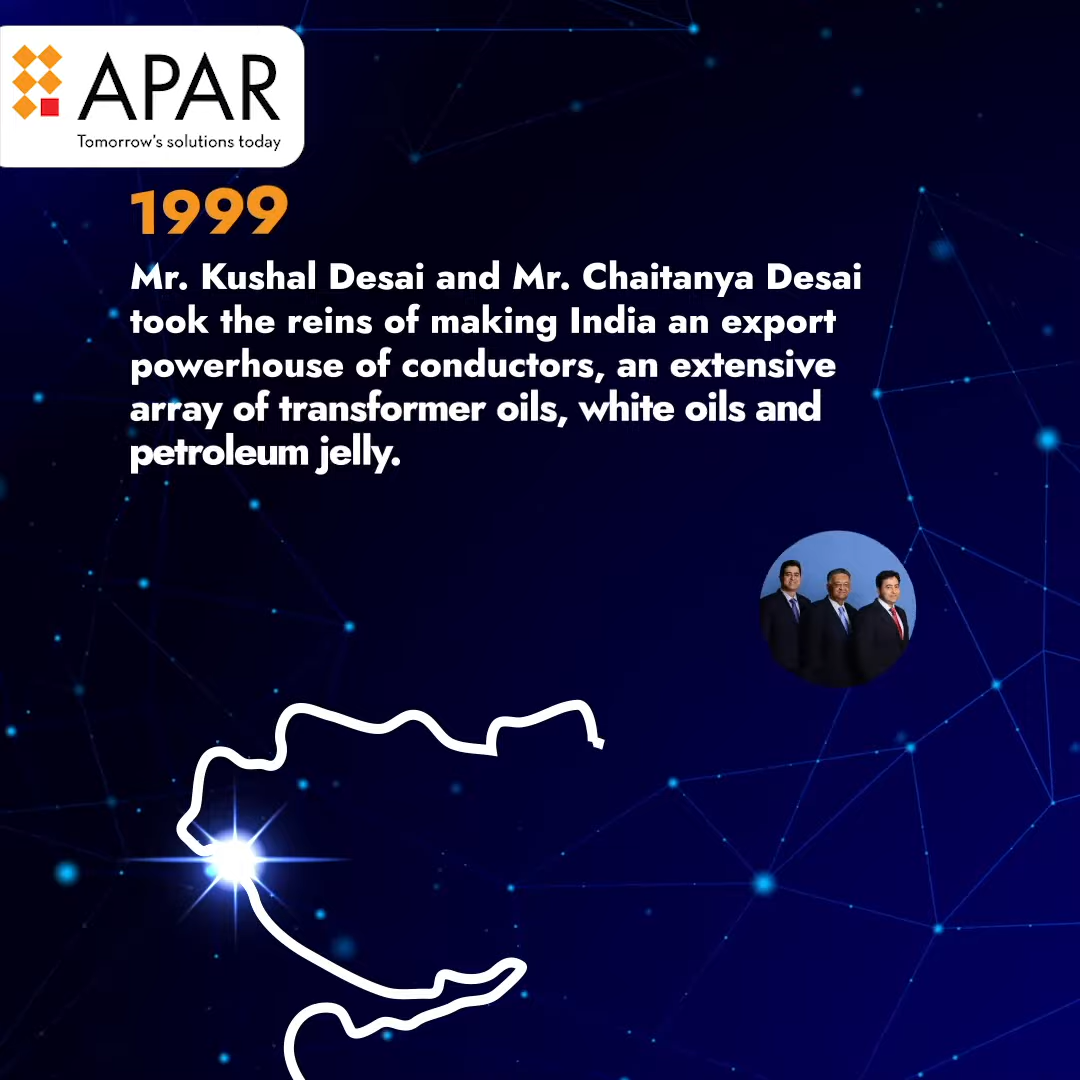 APAR
Tomorrow's solutions today
1999
Mr. Kushal Desai and Mr. Chaitanya Desai
took the reins of making India an export
powerhouse of conductors, an extensive
array of transformer oils, white oils and
petroleum jelly.